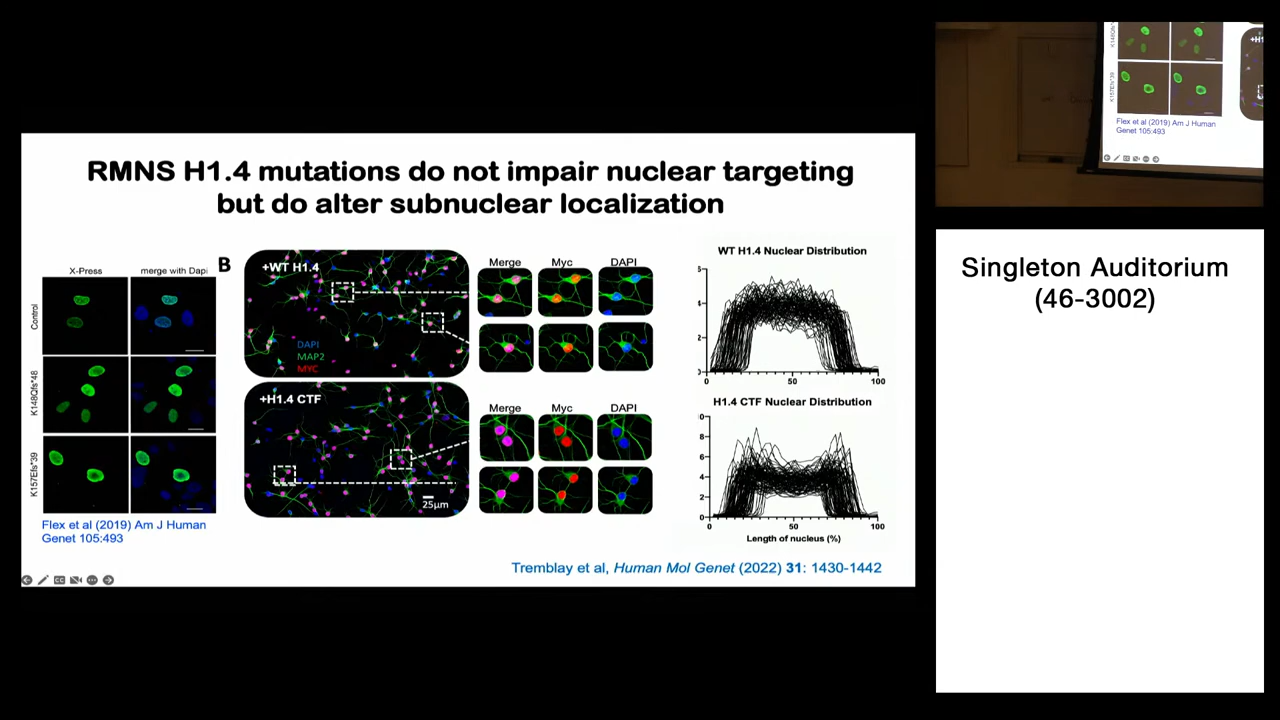 RMNS H1.4 mutations do not impair nuclear targeting
but do alter subnuclear localization
X-Press
merge with Dapi
Control
K148Qfs*48
K157Efs*39
Flex et al (2019) Am J Human
Genet 105:493
B
+WT H1.4
DAPI
MAP2
MYC
Merge
Myc
DAPI
+H1.4 CTF
25µm
Merge
Myc
DAPI
WT H1.4 Nuclear Distribution
0
50
100
H1.4 CTF Nuclear Distribution
8
6
4
2
0
0
50
100
Length of nucleus (%)
Tremblay et al, Human Mol Genet (2022) 31: 1430-1442
K157Efs*39
Flex et al (2019) Am J Human
Genet 105:493
Singleton Auditorium
(46-3002)